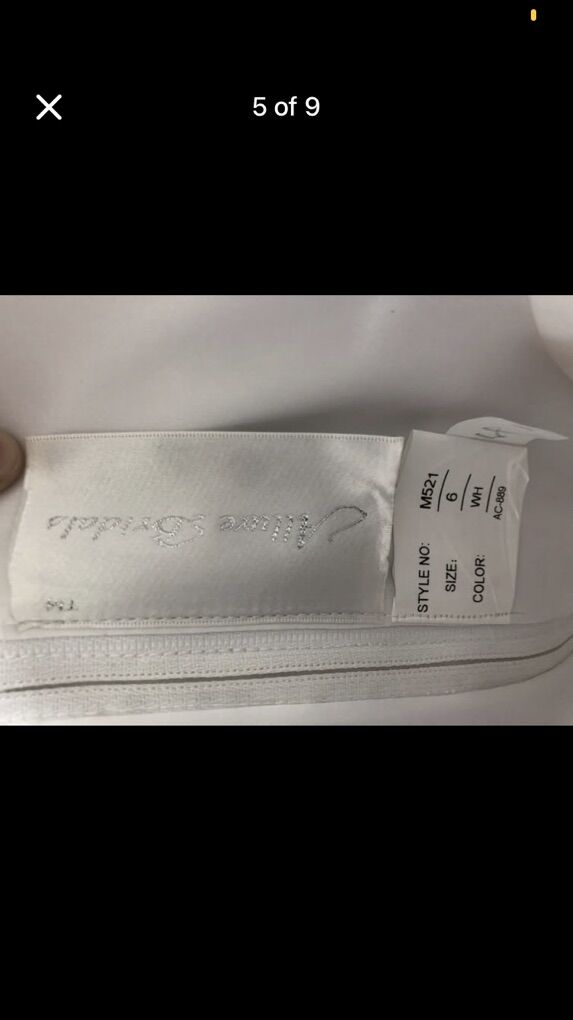 5 of 9
Allure Bridals
STYLE NO: M521
SIZE: 6
COLOR: WH
AC-889